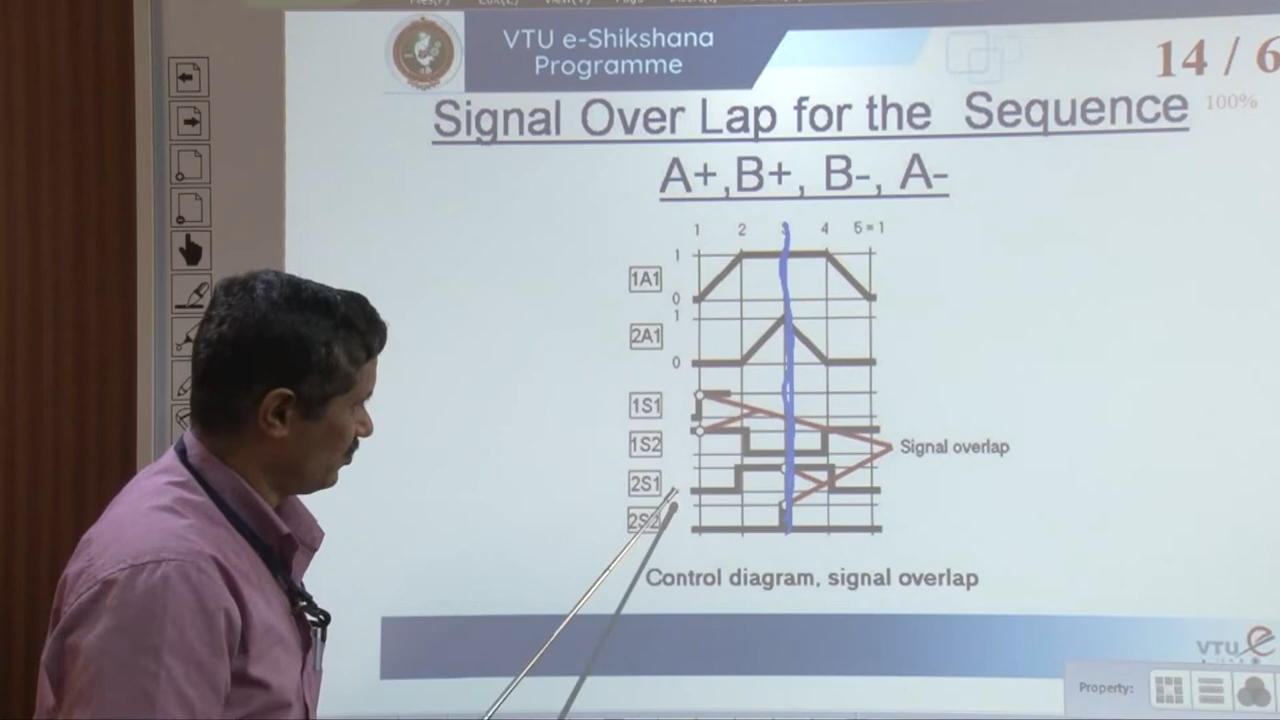 VTU e-Shikshana
Programme
14 / 6
100%
Signal Over Lap for the Sequence
A+,B+, B-, A-
1 2 3 4 5=1
1
1A1
0
1
2A1
0
1S1
1S2
Signal overlap
2S1
2S2
Control diagram, signal overlap
VTU e
Property: